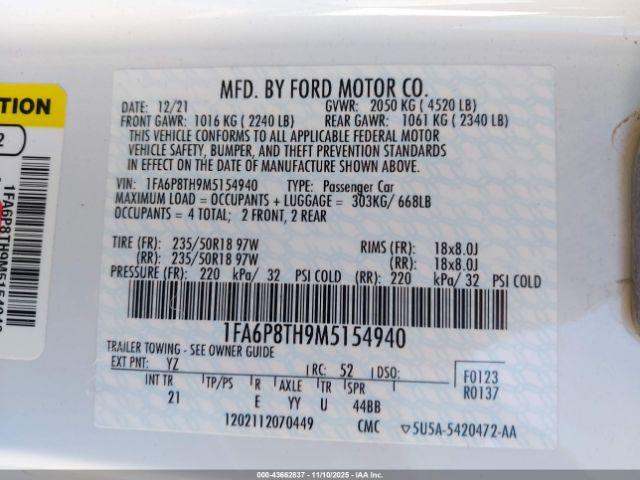 TION
2
1FA6P8TH9M5154940
MFD. BY FORD MOTOR CO.
DATE: 12/21 GVWR: 2050 KG ( 4520 LB)
FRONT GAWR: 1016 KG ( 2240 LB) REAR GAWR: 1061 KG ( 2340 LB)
THIS VEHICLE CONFORMS TO ALL APPLICABLE FEDERAL MOTOR
VEHICLE SAFETY, BUMPER, AND THEFT PREVENTION STANDARDS
IN EFFECT ON THE DATE OF MANUFACTURE SHOWN ABOVE.
VIN: 1FA6P8TH9M5154940 TYPE: Passenger Car
MAXIMUM LOAD = OCCUPANTS + LUGGAGE = 303KG/ 668LB
OCCUPANTS = 4 TOTAL; 2 FRONT, 2 REAR
TIRE (FR): 235/50R18 97W RIMS (FR): 18x8.0J
(RR): 235/50R18 97W (RR): 18x8.0J
PRESSURE (FR): 220 kPa/ 32 PSI COLD (RR): 220 kPa/ 32 PSI COLD
1FA6P8TH9M5154940
TRAILER TOWING - SEE OWNER GUIDE
EXT PNT: YZ RC: 52 DSO: F0123
INT TR TP/PS R AXLE TR SPR R0137
21 E YY U 44BB
1202112070449 CMC ▽5U5A-5420472-AA
000-43662637 - 11/10/2025 - IAA Inc.